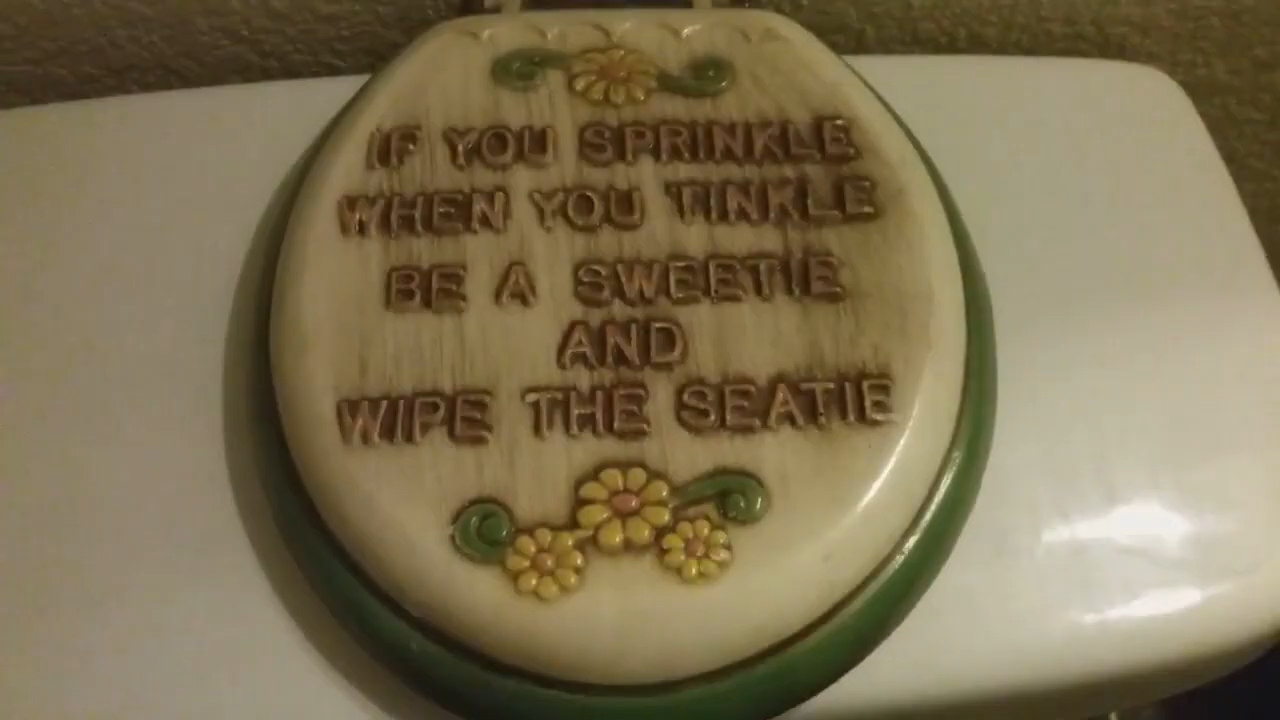 IF YOU SPRINKLE
WHEN YOU TINKLE
BE A SWEETIE
AND
WIPE THE SEATIE